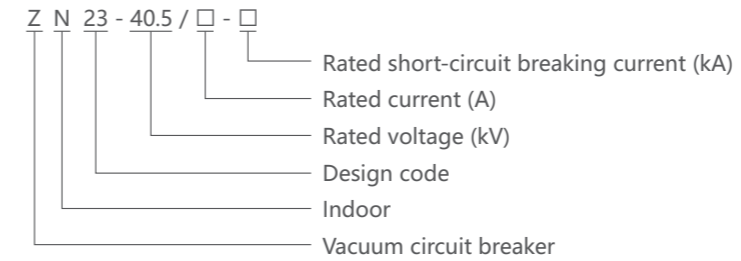 Z N 23 - 40.5 / □ - □
Rated short-circuit breaking current (kA)
Rated current (A)
Rated voltage (kV)
Design code
Indoor
Vacuum circuit breaker